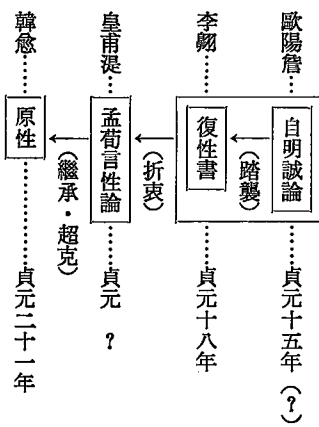 歐陽詹……自明誠論……貞元十五年(?)
(踏襲)
李翺……復性書……貞元十八年
(折衷)
皇甫湜……孟荀言性論……貞元 ?
(繼承・超克)
韓愈……原性……貞元二十一年